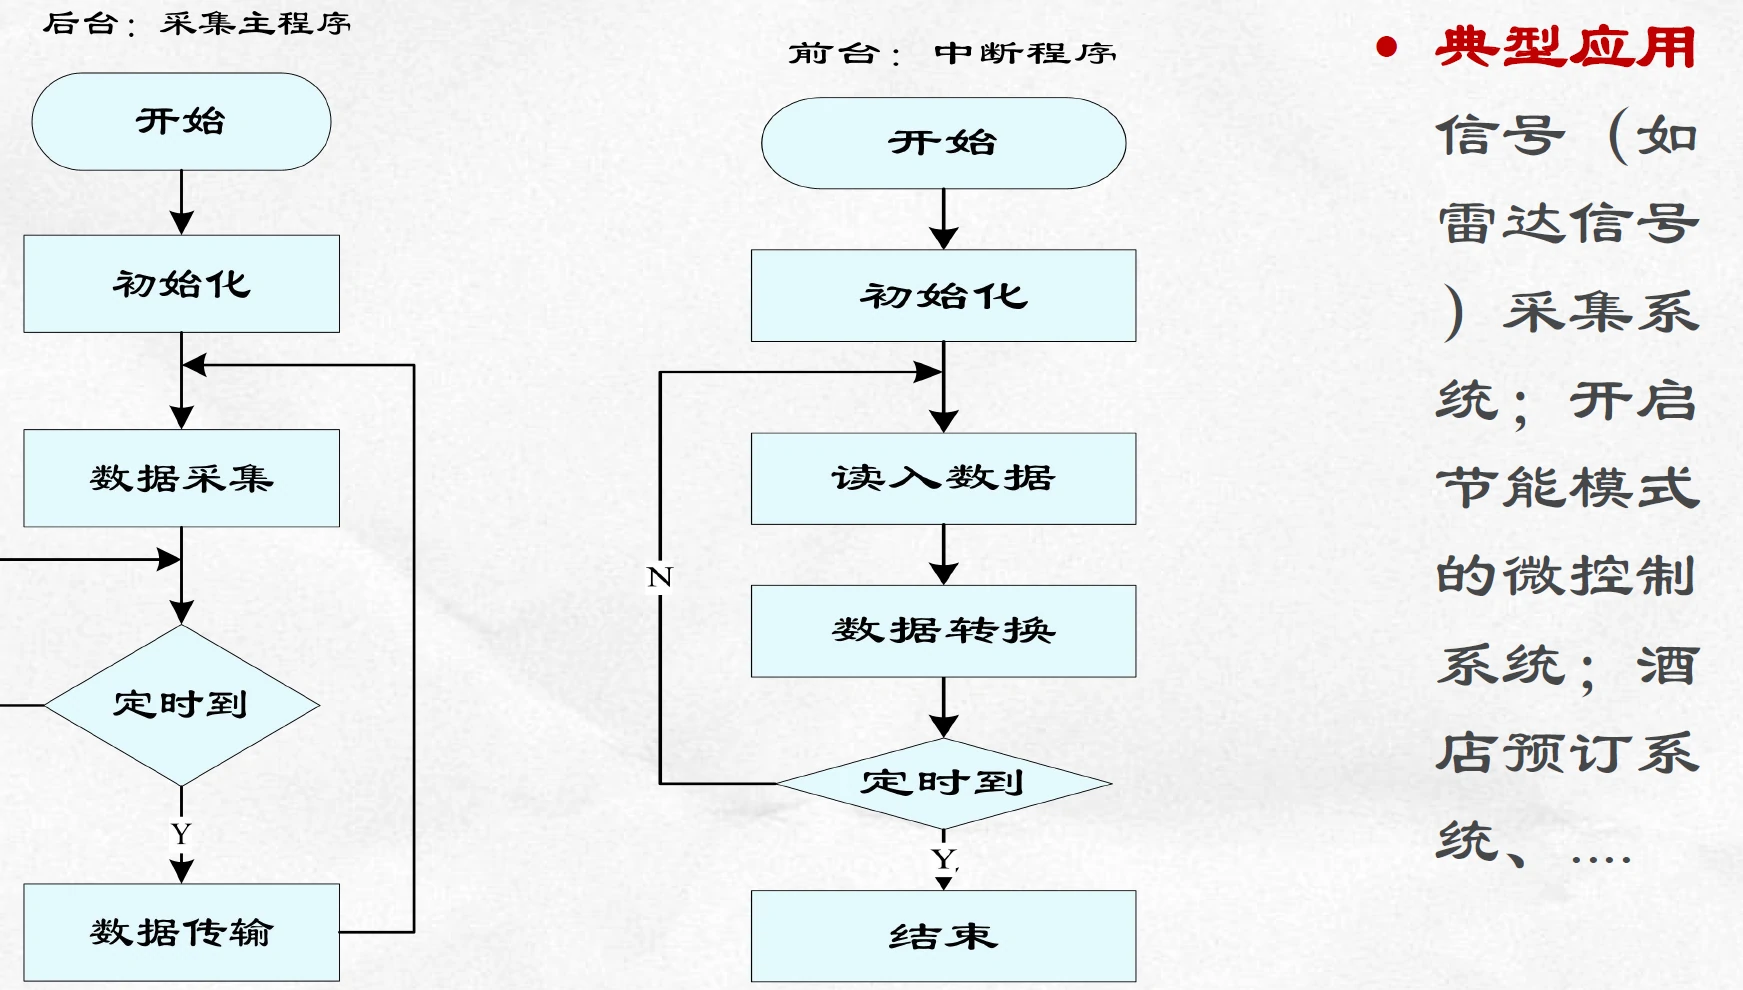 后台：采集主程序
开始
初始化
数据采集
定时到
Y
数据传输
前台：中断程序
开始
初始化
读入数据
N
数据转换
定时到
Y
结束
• 典型应用
信号（如
雷达信号
）采集系
统；开启
节能模式
的微控制
系统；酒
店预订系
统、....